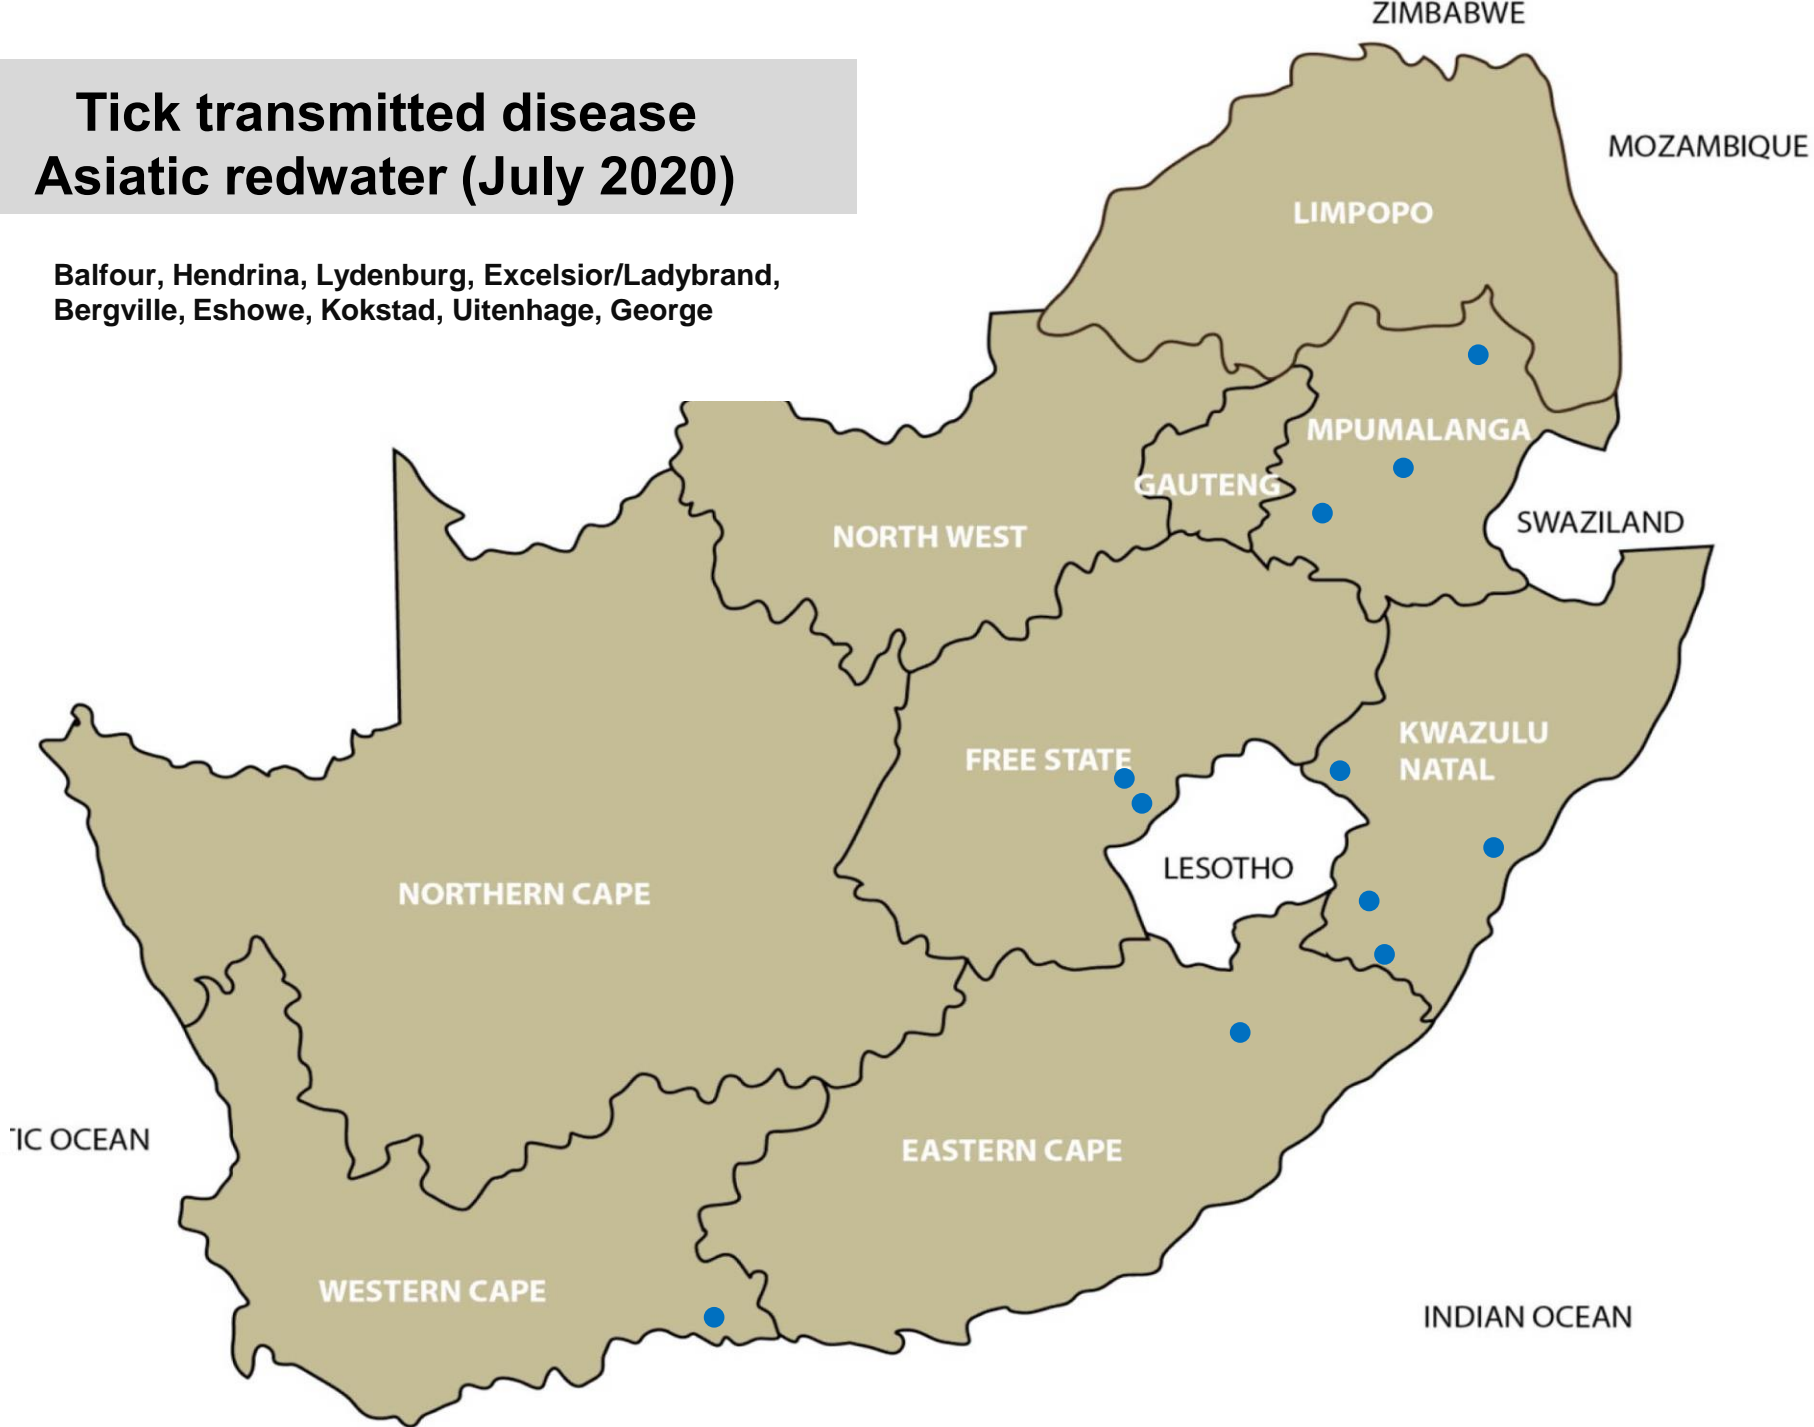 ZIMBABWE
Tick transmitted disease
Asiatic redwater (July 2020)
MOZAMBIQUE
LIMPOPO
Balfour, Hendrina, Lydenburg, Excelsior/Ladybrand,
Bergville, Eshowe, Kokstad, Uitenhage, George
MPUMALANGA
GAUTENG
SWAZILAND
NORTH WEST
KWAZULU
NATAL
FREE STATE
LESOTHO
NORTHERN CAPE
TIC OCEAN
EASTERN CAPE
WESTERN CAPE
INDIAN OCEAN